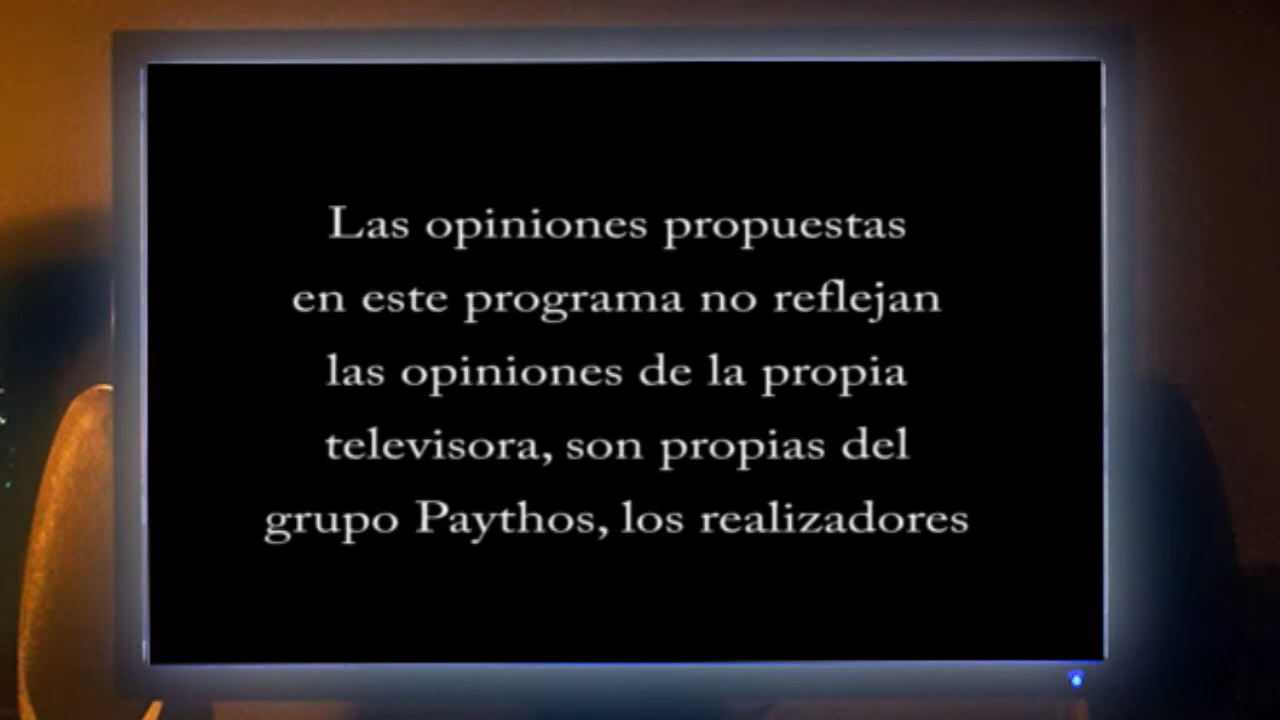 Las opiniones propuestas
en este programa no reflejan
las opiniones de la propia
televisora, son propias del
grupo Paythos, los realizadores